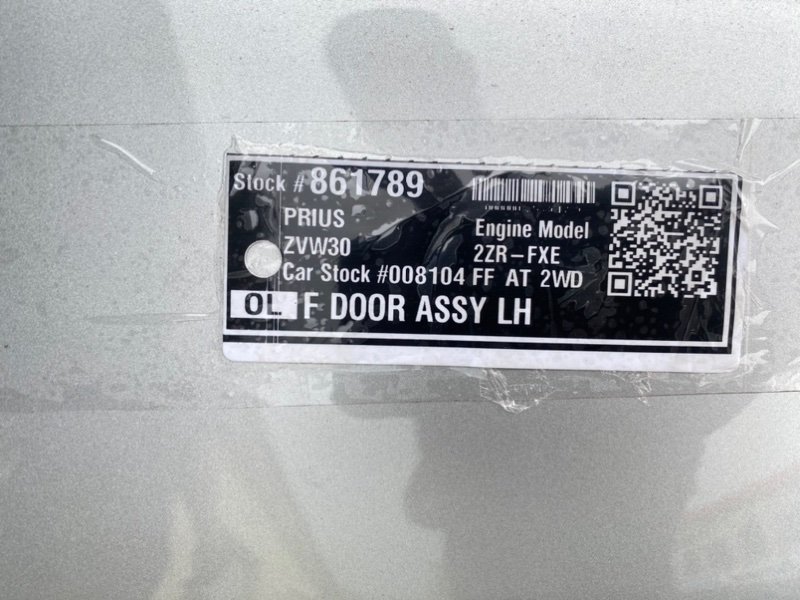 Stock # 861789
PRIUS
ZVW30
Engine Model
2ZR-FXE
Car Stock #008104 FF AT 2WD
OL F DOOR ASSY LH